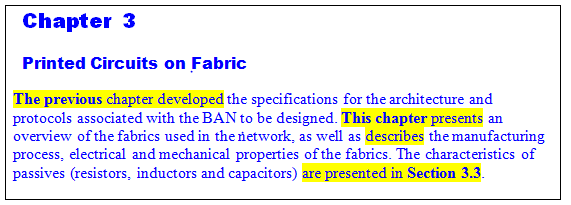 Chapter 3
Printed Circuits on Fabric
The previous chapter developed the specifications for the architecture and
protocols associated with the BAN to be designed. This chapter presents an
overview of the fabrics used in the network, as well as describes the manufacturing
process, electrical and mechanical properties of the fabrics. The characteristics of
passives (resistors, inductors and capacitors) are presented in Section 3.3.